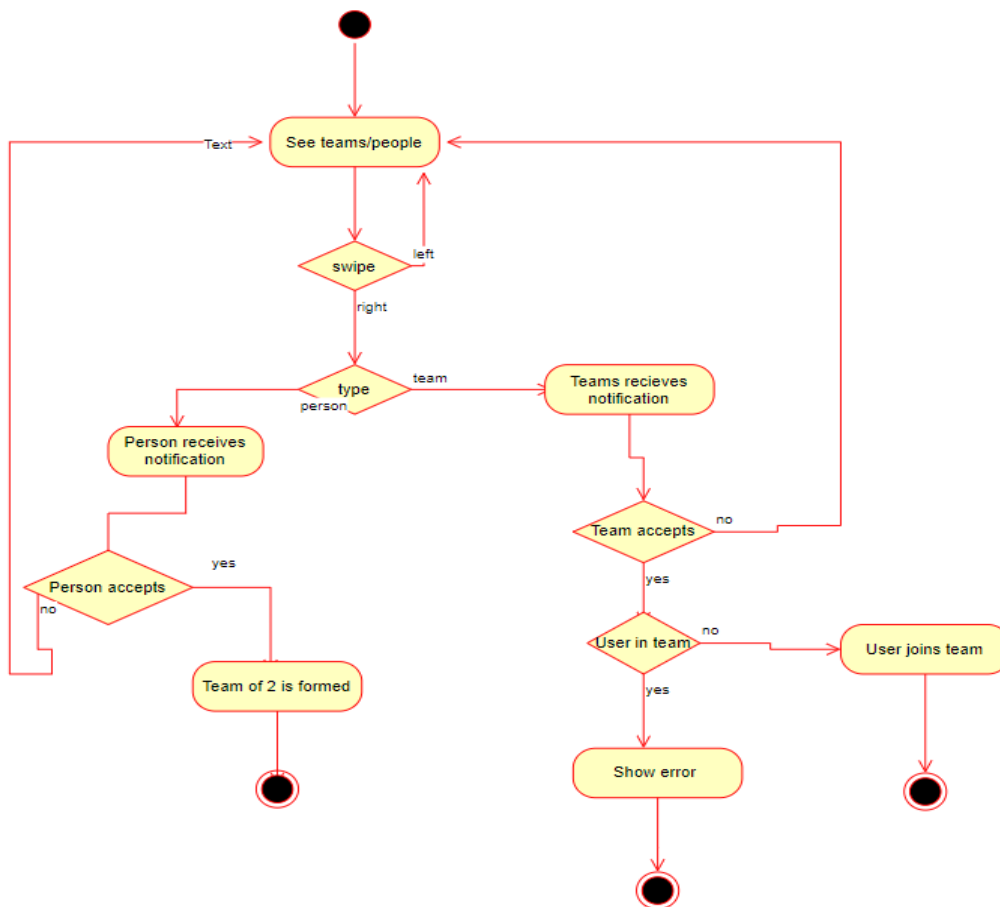 See teams/people
Text
left
swipe
right
team
type
person
Teams recieves
notification
Person receives
notification
no
Team accepts
yes
Person accepts
yes
no
User in team
no
User joins team
Team of 2 is formed
yes
Show error